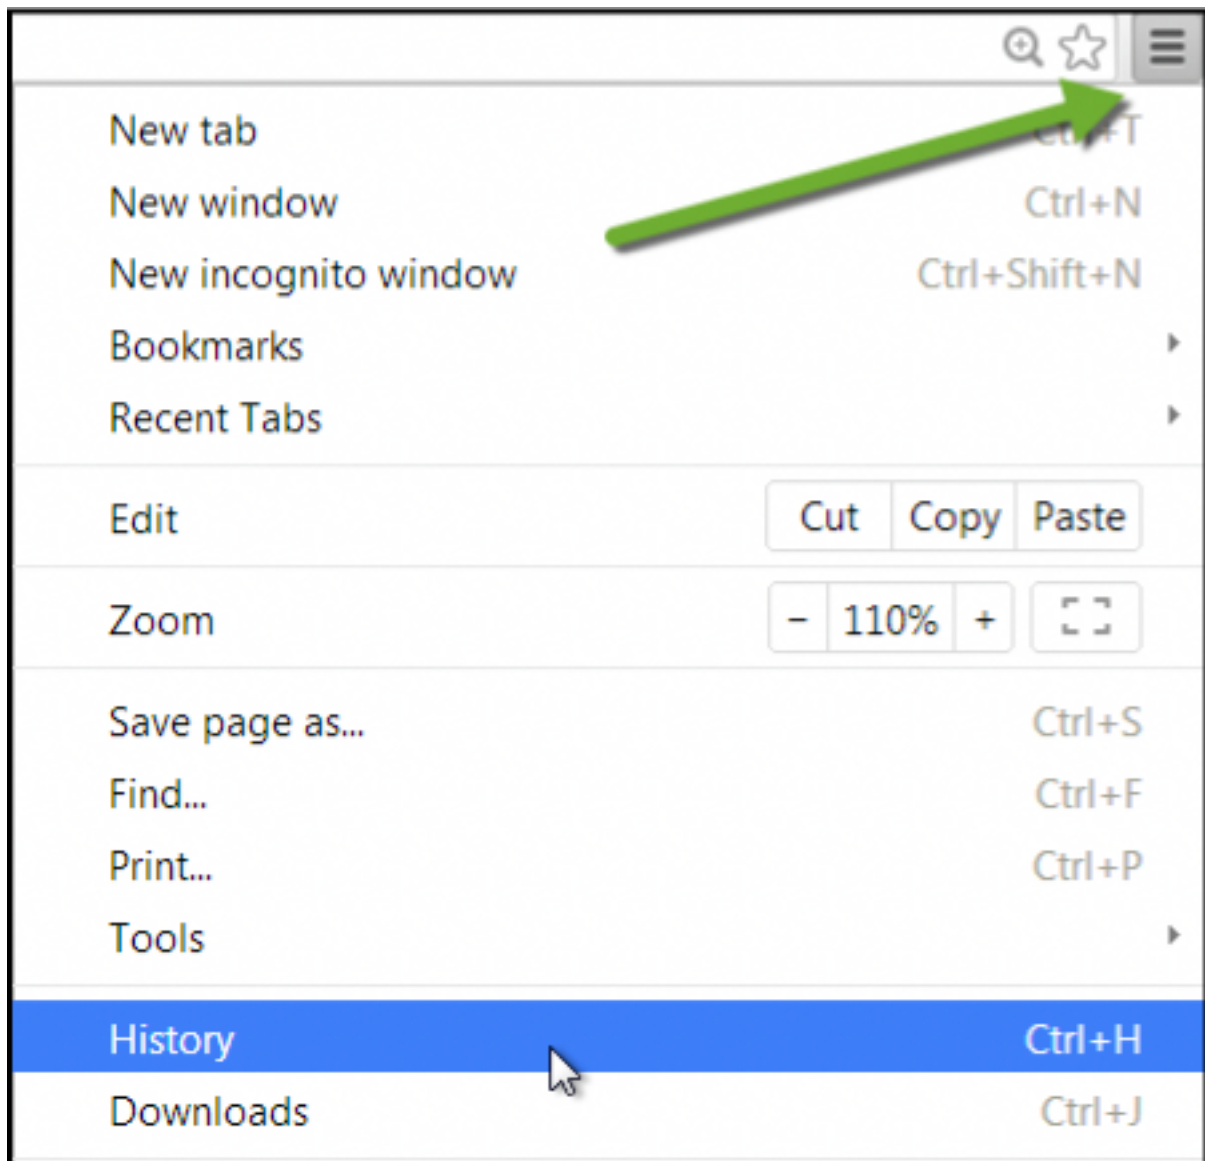 New tab Ctrl+T
New window Ctrl+N
New incognito window Ctrl+Shift+N
Bookmarks
Recent Tabs
Edit Cut Copy Paste
Zoom - 110% +
Save page as... Ctrl+S
Find... Ctrl+F
Print... Ctrl+P
Tools
History Ctrl+H
Downloads Ctrl+J